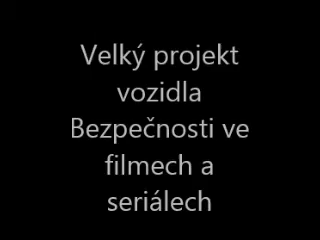 Velký projekt
vozidla
Bezpečnosti ve
filmech a
seriálech